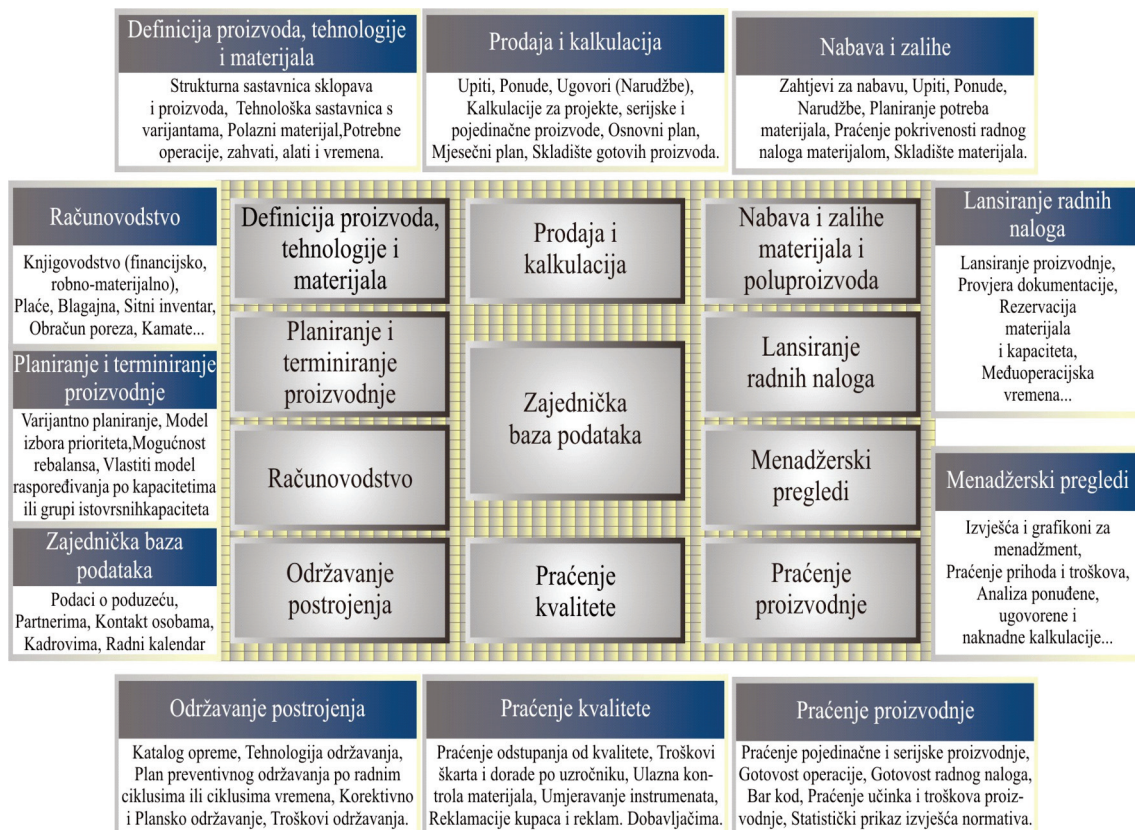 Definicija proizvoda, tehnologije
i materijala
Strukturna sastavnica sklopava
i proizvoda, Tehnološka sastavnica s
varijantama, Polazni materijal,Potrebne
operacije, zahvati, alati i vremena.
Prodaja i kalkulacija
Upiti, Ponude, Ugovori (Narudžbe),
Kalkulacije za projekte, serijske i
pojedinačne proizvode, Osnovni plan,
Mjesečni plan, Skladište gotovih proizvoda.
Nabava i zalihe
Zahtjevi za nabavu, Upiti, Ponude,
Narudžbe, Planiranje potreba
materijala, Praćenje pokrivenosti radnog
naloga materijalom, Skladište materijala.
Računovodstvo
Knjigovodstvo (financijsko,
robno-materijalno),
Plaće, Blagajna, Sitni inventar,
Obračun poreza, Kamate...
Planiranje i terminiranje
proizvodnje
Varijantno planiranje, Model
izbora prioriteta,Mogućnost
rebalansa, Vlastiti model
raspoređivanja po kapacitetima
ili grupi istovrsnihkapaciteta
Zajednička baza
podataka
Podaci o poduzeću,
Partnerima, Kontakt osobama,
Kadrovima, Radni kalendar
Definicija proizvoda,
tehnologije i
materijala
Prodaja i
kalkulacija
Nabava i zalihe
materijala i
poluproizvoda
Planiranje i
terminiranje
proizvodnje
Zajednička
baza podataka
Lansiranje
radnih naloga
Računovodstvo
Menadžerski
pregledi
Održavanje
postrojenja
Praćenje
kvalitete
Praćenje
proizvodnje
Lansiranje radnih
naloga
Lansiranje proizvodnje,
Provjera dokumentacije,
Rezervacija
materijala
i kapaciteta,
Međuoperacijska
vremena...
Menadžerski pregledi
Izvješća i grafikoni za
menadžment,
Praćenje prihoda i troškova,
Analiza ponuđene,
ugovorene i
naknadne kalkulacije...
Održavanje postrojenja
Katalog opreme, Tehnologija održavanja,
Plan preventivnog održavanja po radnim
ciklusima ili ciklusima vremena, Korektivno
i Plansko održavanje, Troškovi održavanja.
Praćenje kvalitete
Praćenje odstupanja od kvalitete, Troškovi
škarta i dorade po uzročniku, Ulazna kon-
trola materijala, Umjeravanje instrumenata,
Reklamacije kupaca i reklam. Dobavljačima.
Praćenje proizvodnje
Praćenje pojedinačne i serijske proizvodnje,
Gotovost operacije, Gotovost radnog naloga,
Bar kod, Praćenje učinka i troškova proiz-
vodnje, Statistički prikaz izvješća normativa.